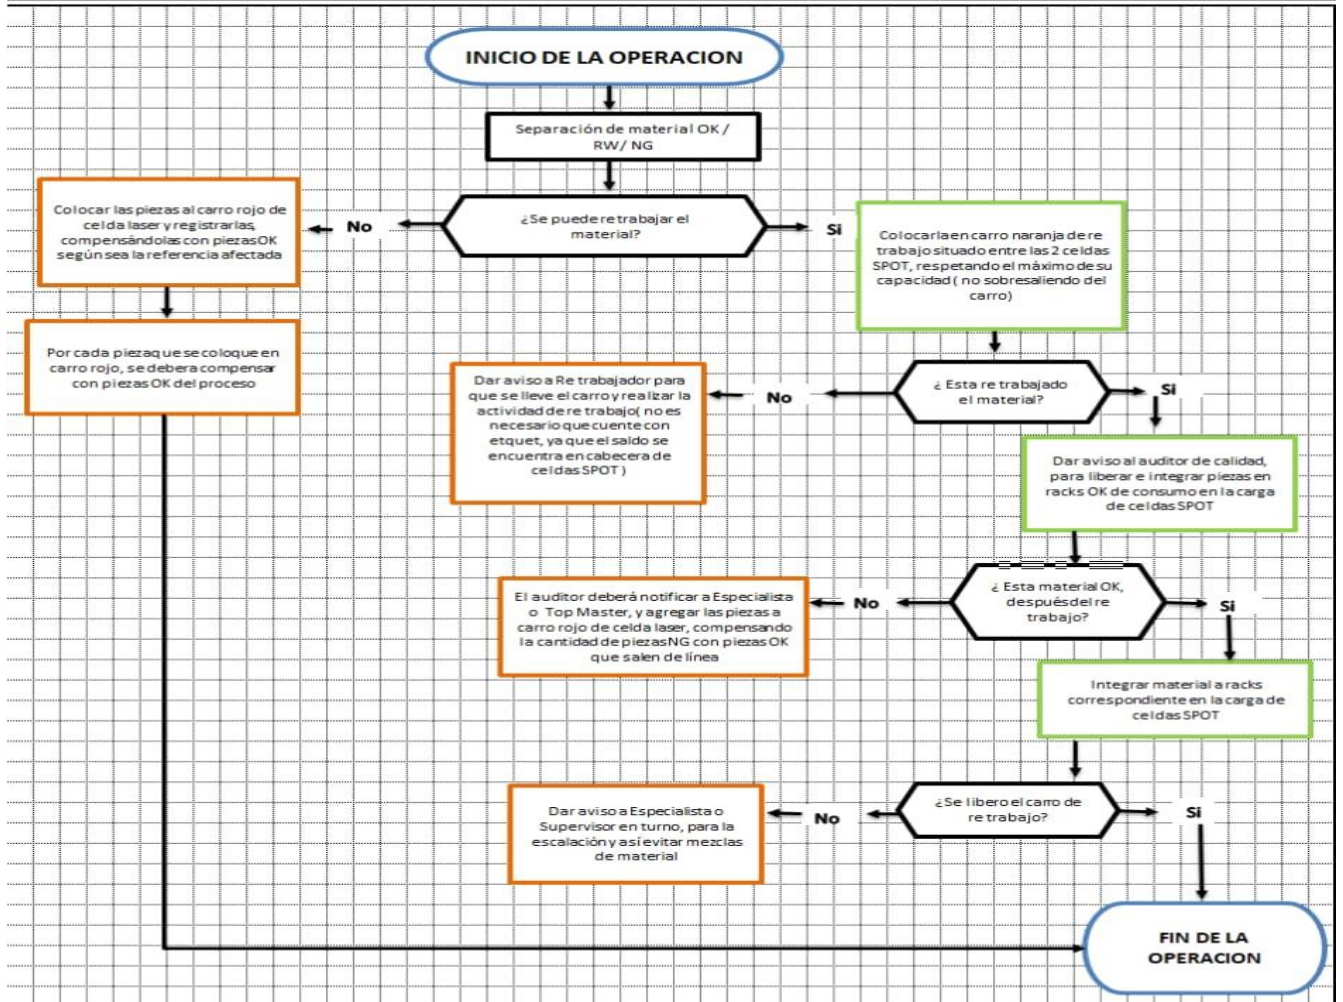 INICIO DE LA OPERACION
Separación de material OK /
RW/ NG
¿Se puede re trabajar el
material?
No
Si
Colocar las piezas al carro rojo de
celda laser y registrarlas,
compensándolas con piezas OK
según sea la referencia afectada
Colocarla en carro naranja de re
trabajo situado entre las 2 celdas
SPOT, respetando el máximo de su
capacidad ( no sobresaliendo del
carro)
Por cada pieza que se coloque en
carro rojo, se debera compensar
con piezas OK del proceso
¿ Esta re trabajado
el material?
No
Si
Dar aviso a Re trabajador para
que se lleve el carro y realizar la
actividad de re trabajo( no es
necesario que cuente con
etquet, ya que el saldo se
encuentra en cabecera de
celdas SPOT )
Dar aviso al auditor de calidad,
para liberar e integrar piezas en
racks OK de consumo en la carga
de celdas SPOT
¿ Esta material OK,
después del re
trabajo?
No
Si
El auditor deberá notificar a Especialista
o Top Master, y agregar las piezas a
carro rojo de celda laser, compensando
la cantidad de piezas NG con piezas OK
que salen de línea
Integrar material a racks
correspondiente en la carga de
celdas SPOT
¿Se libero el carro de
re trabajo?
No
Si
Dar aviso a Especialista o
Supervisor en turno, para la
escalación y así evitar mezclas
de material
FIN DE LA
OPERACION